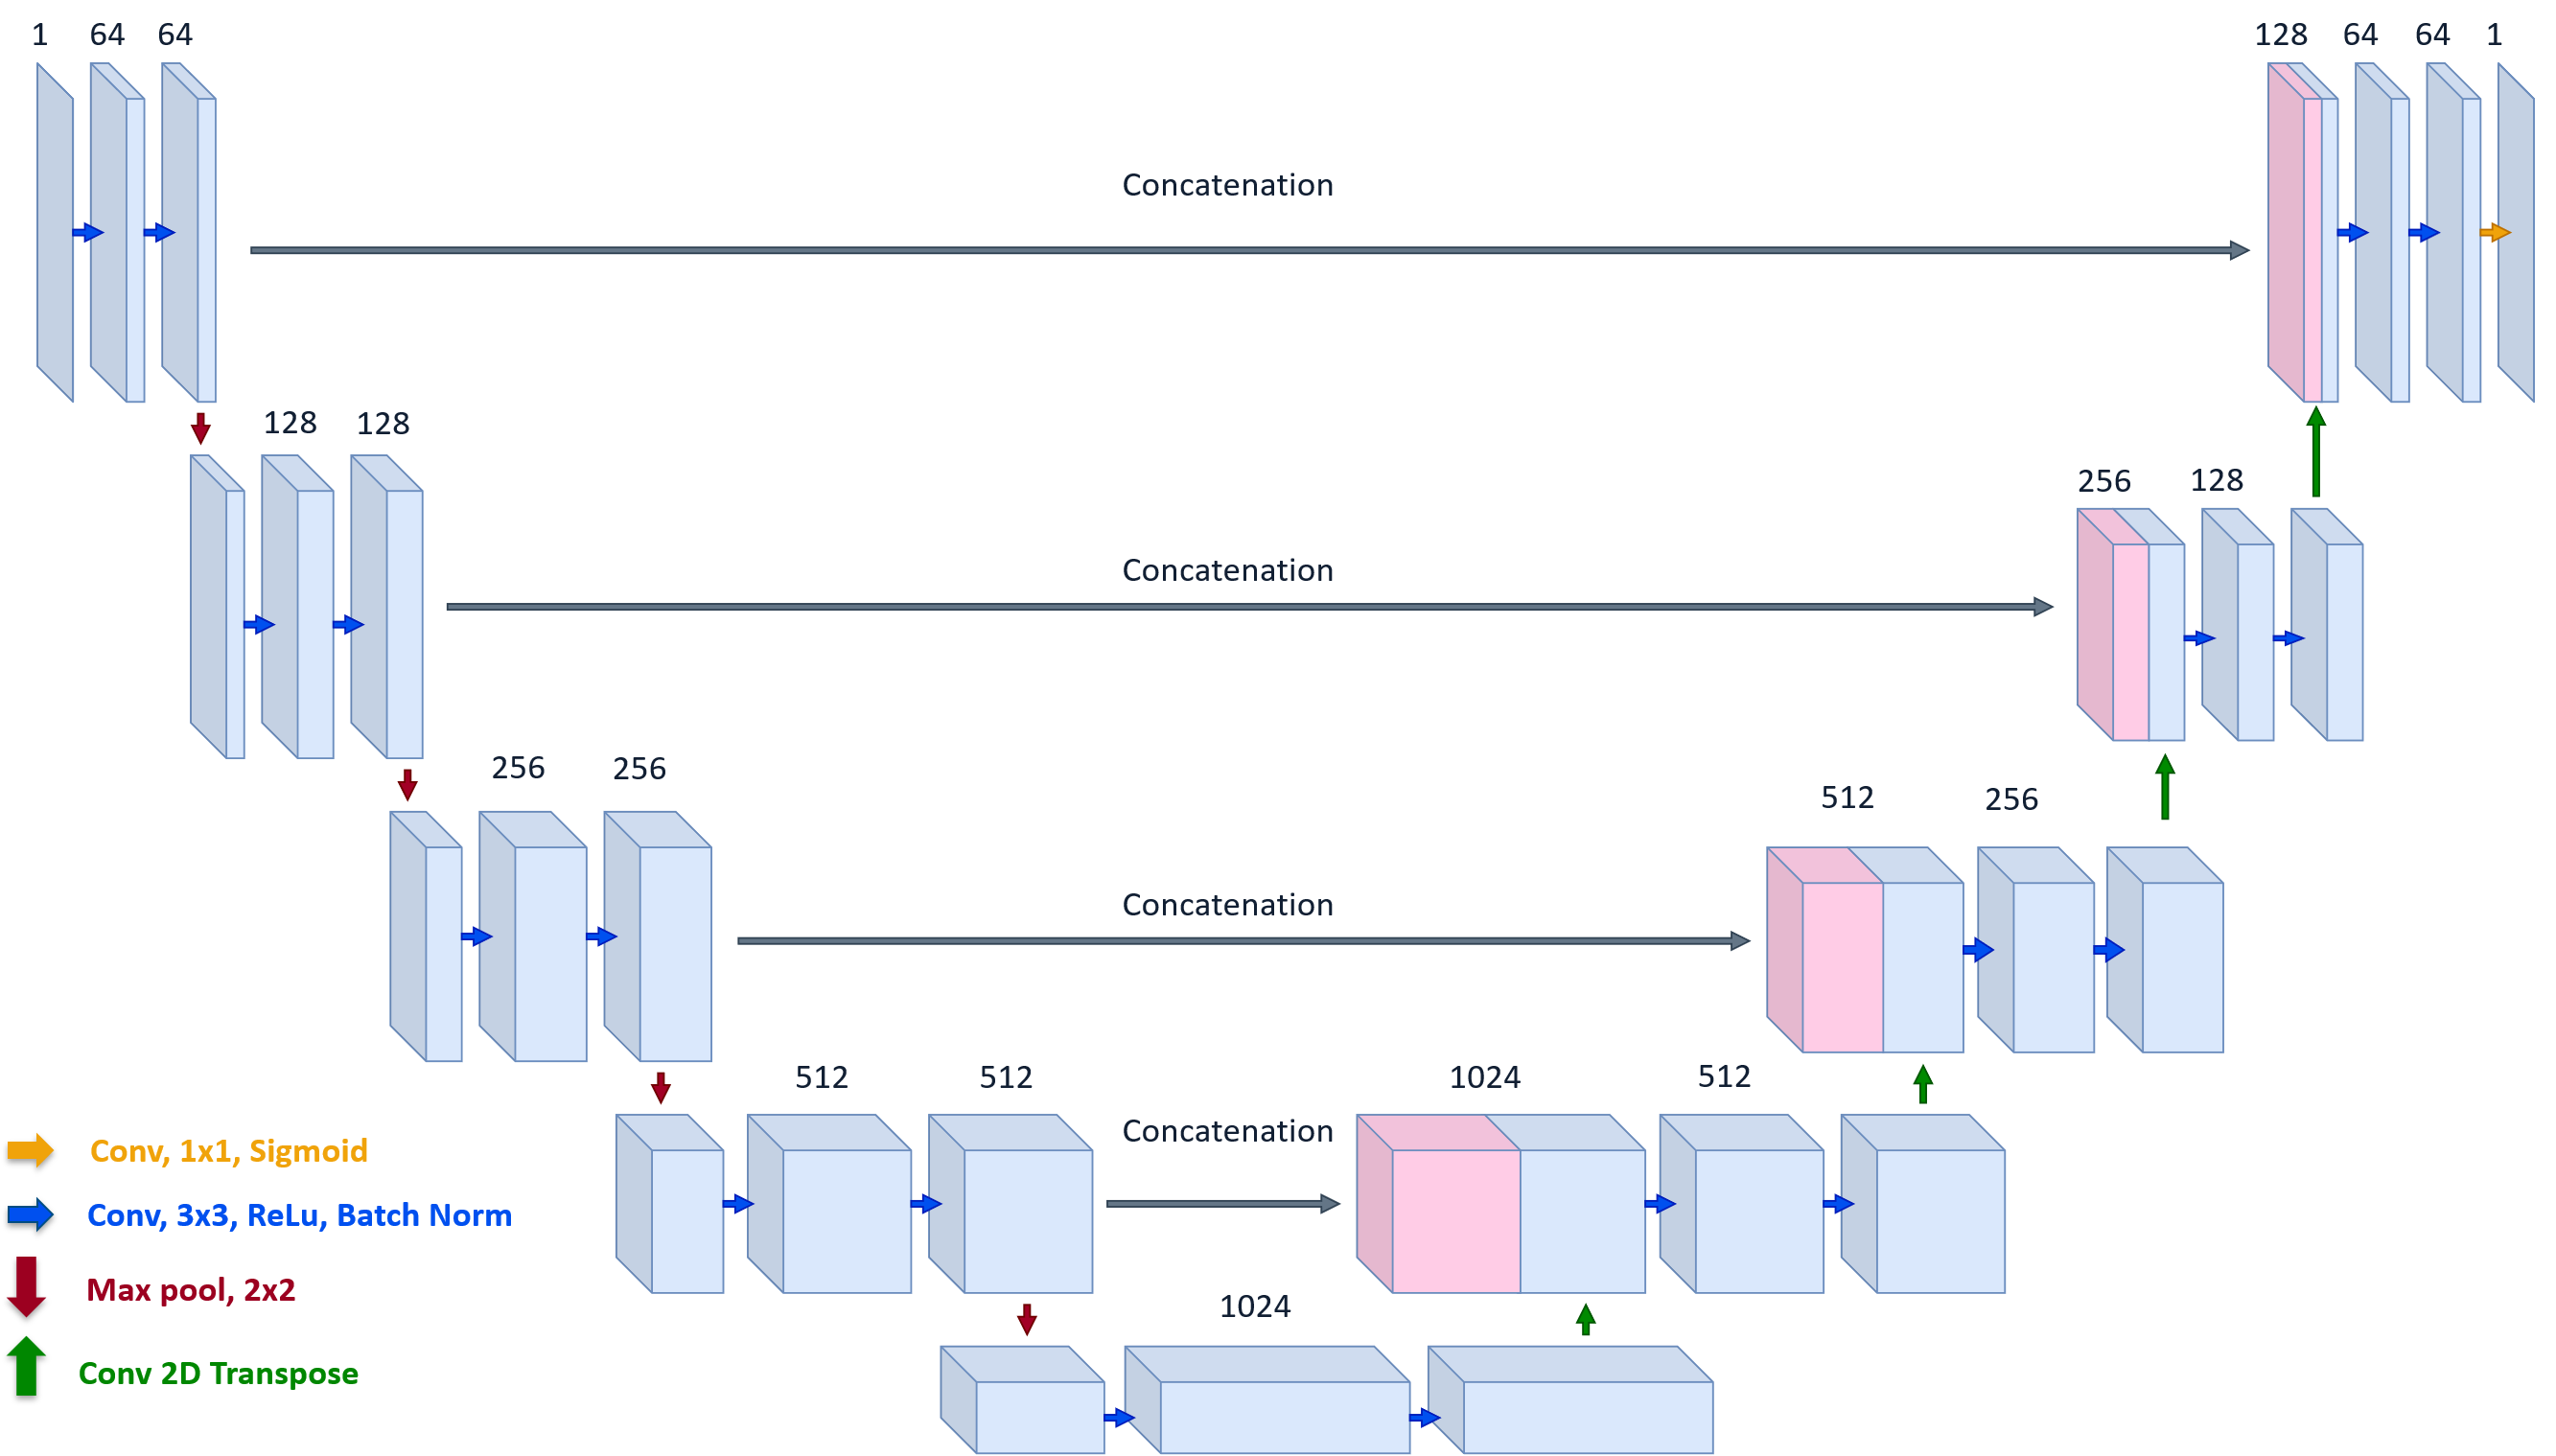 1 64 64
128 64 64 1
Concatenation
128 128
256 128
Concatenation
256 256
512 256
Concatenation
512 512
1024 512
Concatenation
1024
Conv, 1x1, Sigmoid
Conv, 3x3, ReLu, Batch Norm
Max pool, 2x2
Conv 2D Transpose